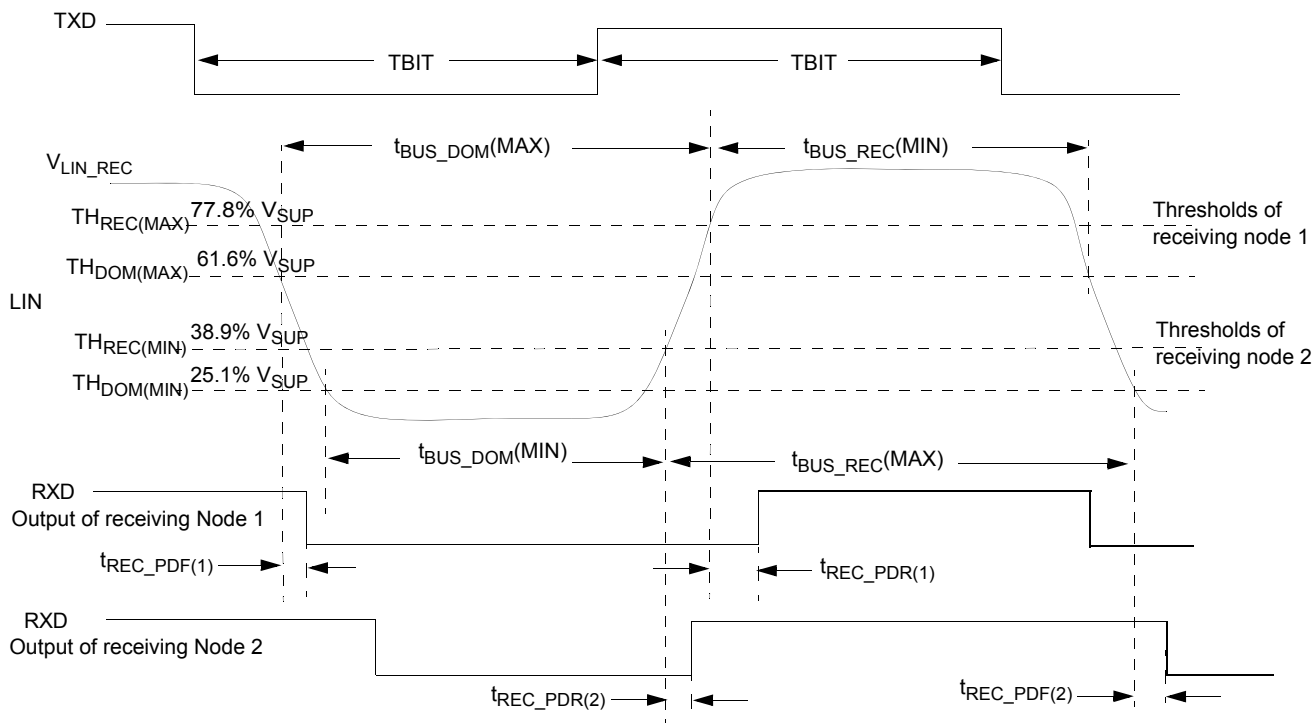 TXD
TBIT
TBIT
tBUS_DOM(MAX)
tBUS_REC(MIN)
VLIN_REC
THREC(MAX) 77.8% VSUP
Thresholds of
receiving node 1
THDOM(MAX) 61.6% VSUP
LIN
THREC(MIN) 38.9% VSUP
Thresholds of
receiving node 2
THDOM(MIN) 25.1% VSUP
tBUS_DOM(MIN)
tBUS_REC(MAX)
RXD
Output of receiving Node 1
tREC_PDF(1)
tREC_PDR(1)
RXD
Output of receiving Node 2
tREC_PDR(2)
tREC_PDF(2)